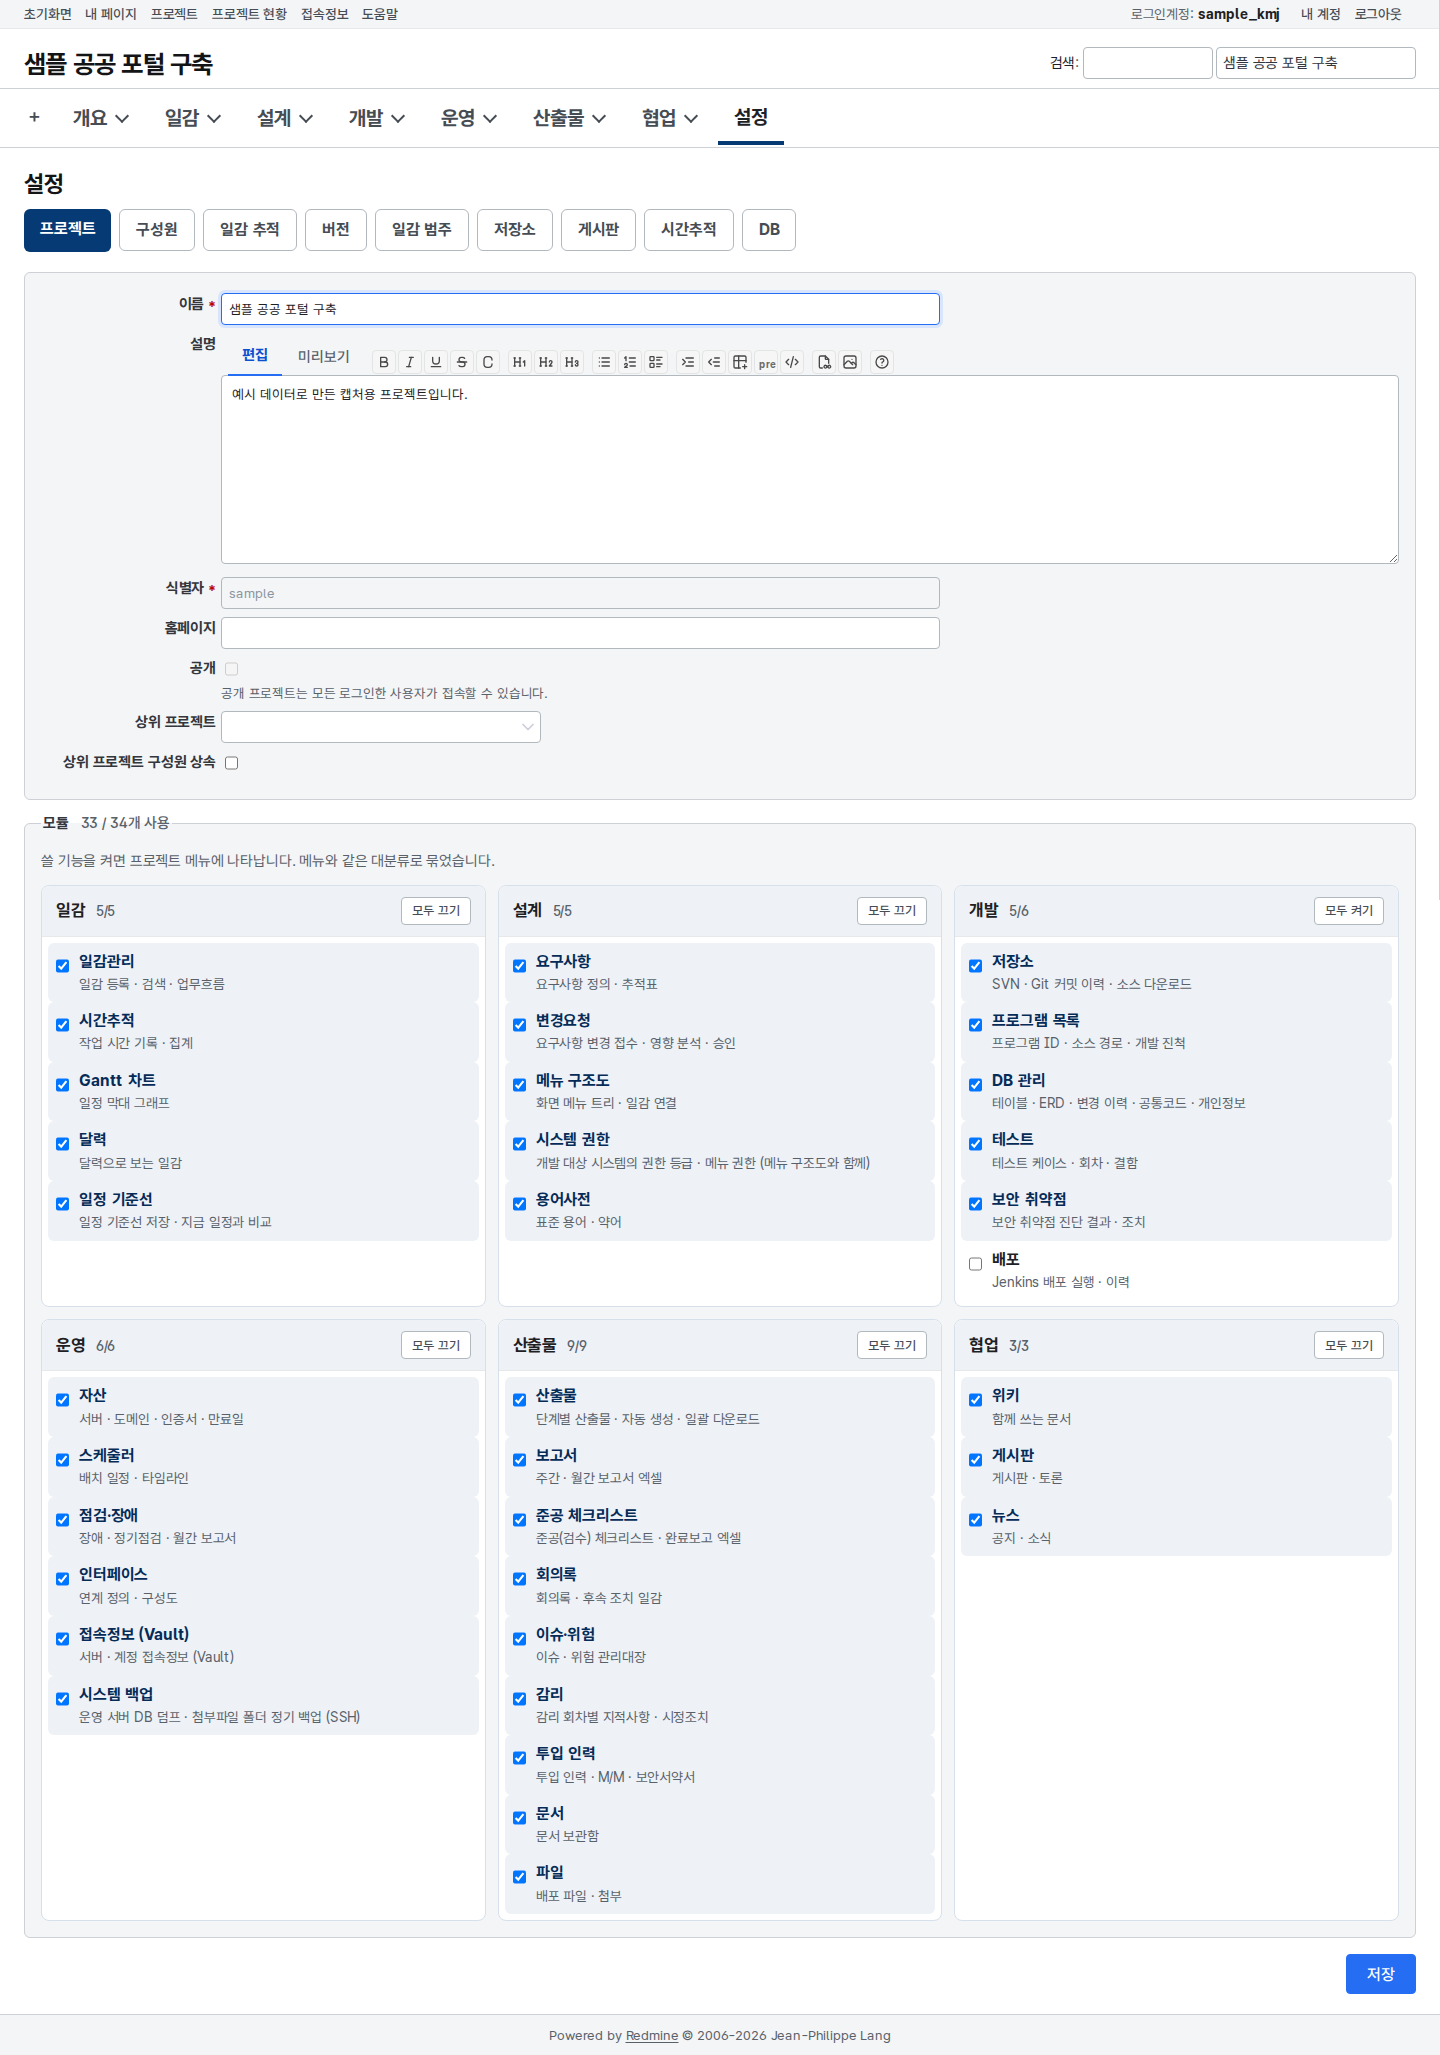 초기화면 내 페이지 프로젝트 프로젝트 현황 접속정보 도움말 로그인계정: sample_kmj 내 계정 로그아웃
샘플 공공 포털 구축 검색: 샘플 공공 포털 구축
+ 개요 일감 설계 개발 운영 산출물 협업 설정
설정
프로젝트 구성원 일감 추적 버전 일감 범주 저장소 게시판 시간추적 DB
이름 * 샘플 공공 포털 구축
설명 편집 미리보기 B I U S C H1 H2 H3 pre
예시 데이터로 만든 캡처용 프로젝트입니다.
식별자 * sample
홈페이지
공개
공개 프로젝트는 모든 로그인한 사용자가 접속할 수 있습니다.
상위 프로젝트
상위 프로젝트 구성원 상속
모듈 33 / 34개 사용
쓸 기능을 켜면 프로젝트 메뉴에 나타납니다. 메뉴와 같은 대분류로 묶었습니다.
일감 5/5 모두 끄기
일감관리
일감 등록 · 검색 · 업무흐름
시간추적
작업 시간 기록 · 집계
Gantt 차트
일정 막대 그래프
달력
달력으로 보는 일감
일정 기준선
일정 기준선 저장 · 지금 일정과 비교
설계 5/5 모두 끄기
요구사항
요구사항 정의 · 추적표
변경요청
요구사항 변경 접수 · 영향 분석 · 승인
메뉴 구조도
화면 메뉴 트리 · 일감 연결
시스템 권한
개발 대상 시스템의 권한 등급 · 메뉴 권한 (메뉴 구조도와 함께)
용어사전
표준 용어 · 약어
개발 5/6 모두 켜기
저장소
SVN · Git 커밋 이력 · 소스 다운로드
프로그램 목록
프로그램 ID · 소스 경로 · 개발 진척
DB 관리
테이블 · ERD · 변경 이력 · 공통코드 · 개인정보
테스트
테스트 케이스 · 회차 · 결함
보안 취약점
보안 취약점 진단 결과 · 조치
배포
Jenkins 배포 실행 · 이력
운영 6/6 모두 끄기
자산
서버 · 도메인 · 인증서 · 만료일
스케줄러
배치 일정 · 타임라인
점검·장애
장애 · 정기점검 · 월간 보고서
인터페이스
연계 정의 · 구성도
접속정보 (Vault)
서버 · 계정 접속정보 (Vault)
시스템 백업
운영 서버 DB 덤프 · 첨부파일 폴더 정기 백업 (SSH)
산출물 9/9 모두 끄기
산출물
단계별 산출물 · 자동 생성 · 일괄 다운로드
보고서
주간 · 월간 보고서 엑셀
준공 체크리스트
준공(검수) 체크리스트 · 완료보고 엑셀
회의록
회의록 · 후속 조치 일감
이슈·위험
이슈 · 위험 관리대장
감리
감리 회차별 지적사항 · 시정조치
투입 인력
투입 인력 · M/M · 보안서약서
문서
문서 보관함
파일
배포 파일 · 첨부
협업 3/3 모두 끄기
위키
함께 쓰는 문서
게시판
게시판 · 토론
뉴스
공지 · 소식
저장
Powered by Redmine © 2006-2026 Jean-Philippe Lang